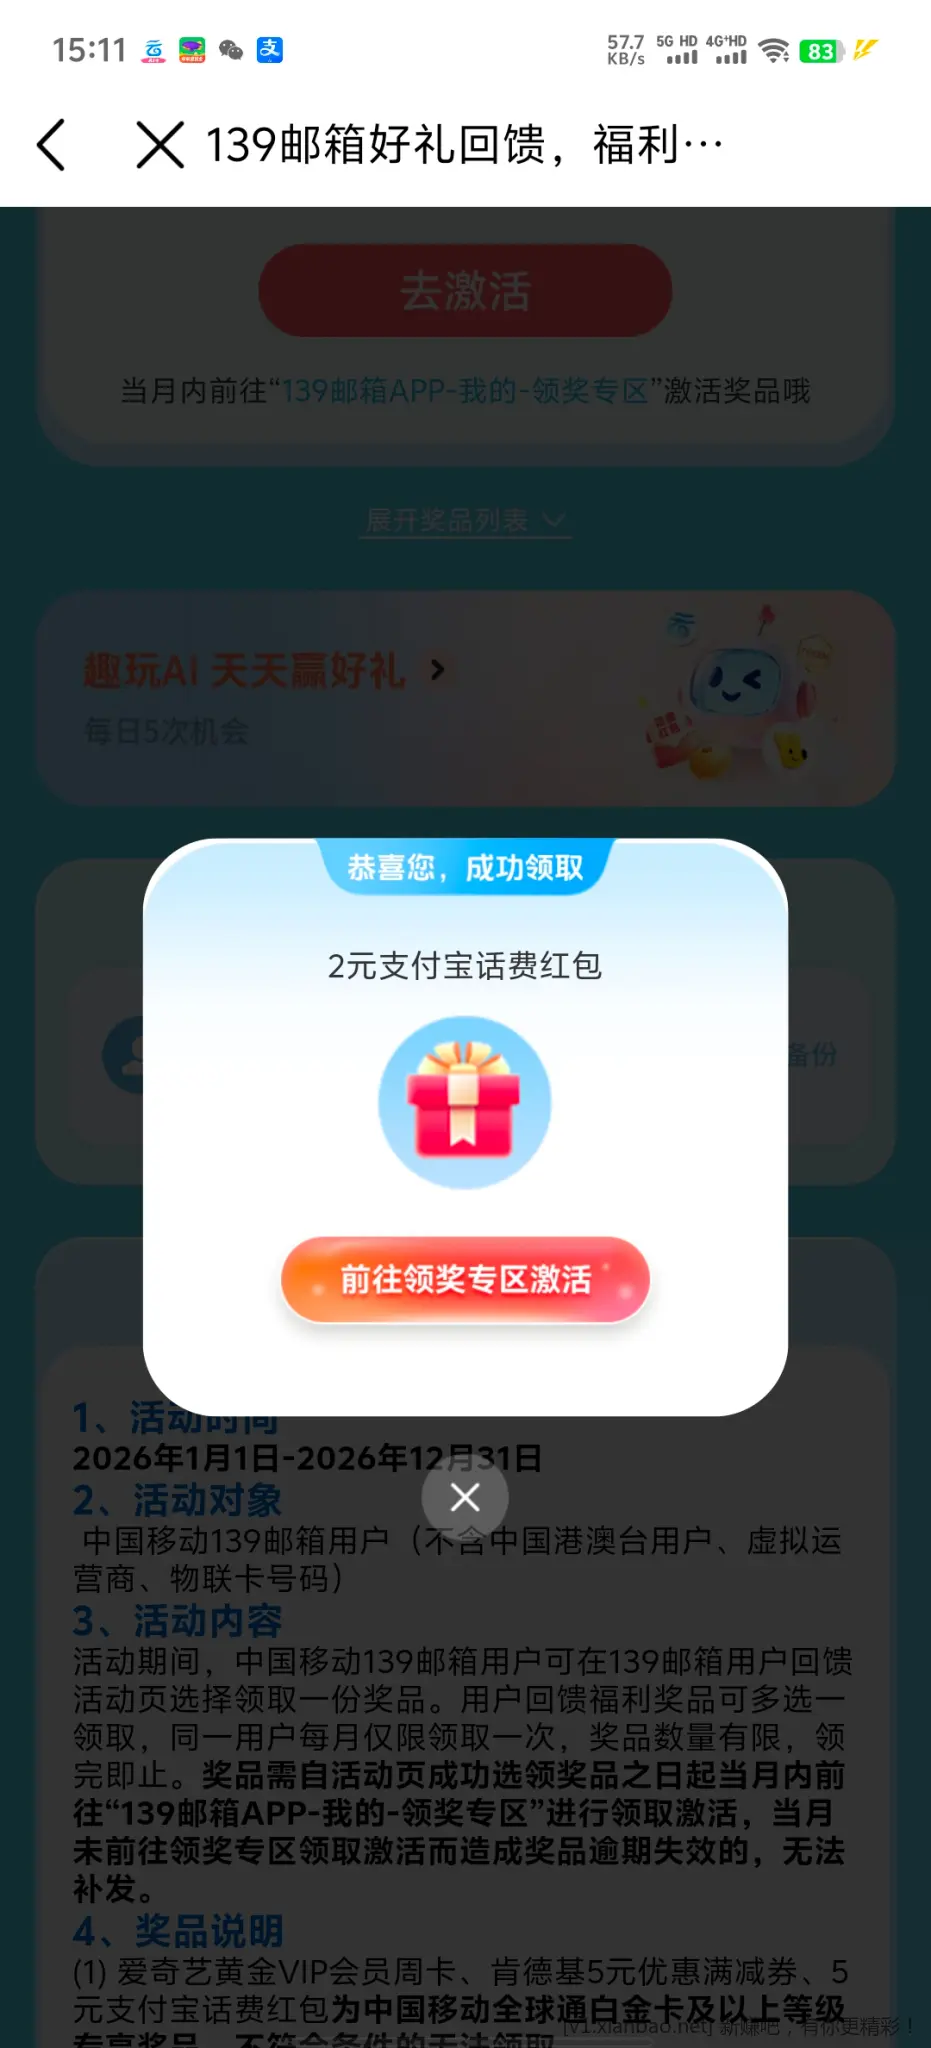 15:11
57.7 KB/s 5G HD 4G+HD 83
139邮箱好礼回馈，福利…
去激活
当月内前往“139邮箱APP-我的-领奖专区”激活奖品哦
展开奖品列表
趣玩AI 天天赢好礼
每日5次机会
恭喜您，成功领取
2元支付宝话费红包
备份
前往领奖专区激活
1、活动时间
2026年1月1日-2026年12月31日
2、活动对象
中国移动139邮箱用户（不含中国港澳台用户、虚拟运
营商、物联卡号码）
3、活动内容
活动期间，中国移动139邮箱用户可在139邮箱用户回馈
活动页选择领取一份奖品。用户回馈福利奖品可多选一
领取，同一用户每月仅限领取一次，奖品数量有限，领
完即止。奖品需自活动页成功选领奖品之日起当月内前
往“139邮箱APP-我的-领奖专区”进行领取激活，当月
未前往领奖专区领取激活而造成奖品逾期失效的，无法
补发。
4、奖品说明
(1) 爱奇艺黄金VIP会员周卡、肯德基5元优惠满减券、5
元支付宝话费红包为中国移动全球通白金卡及以上等级
专享奖品，不符合条件的无法领取
[v1.xianbao.net] 新赚吧，有你更精彩！